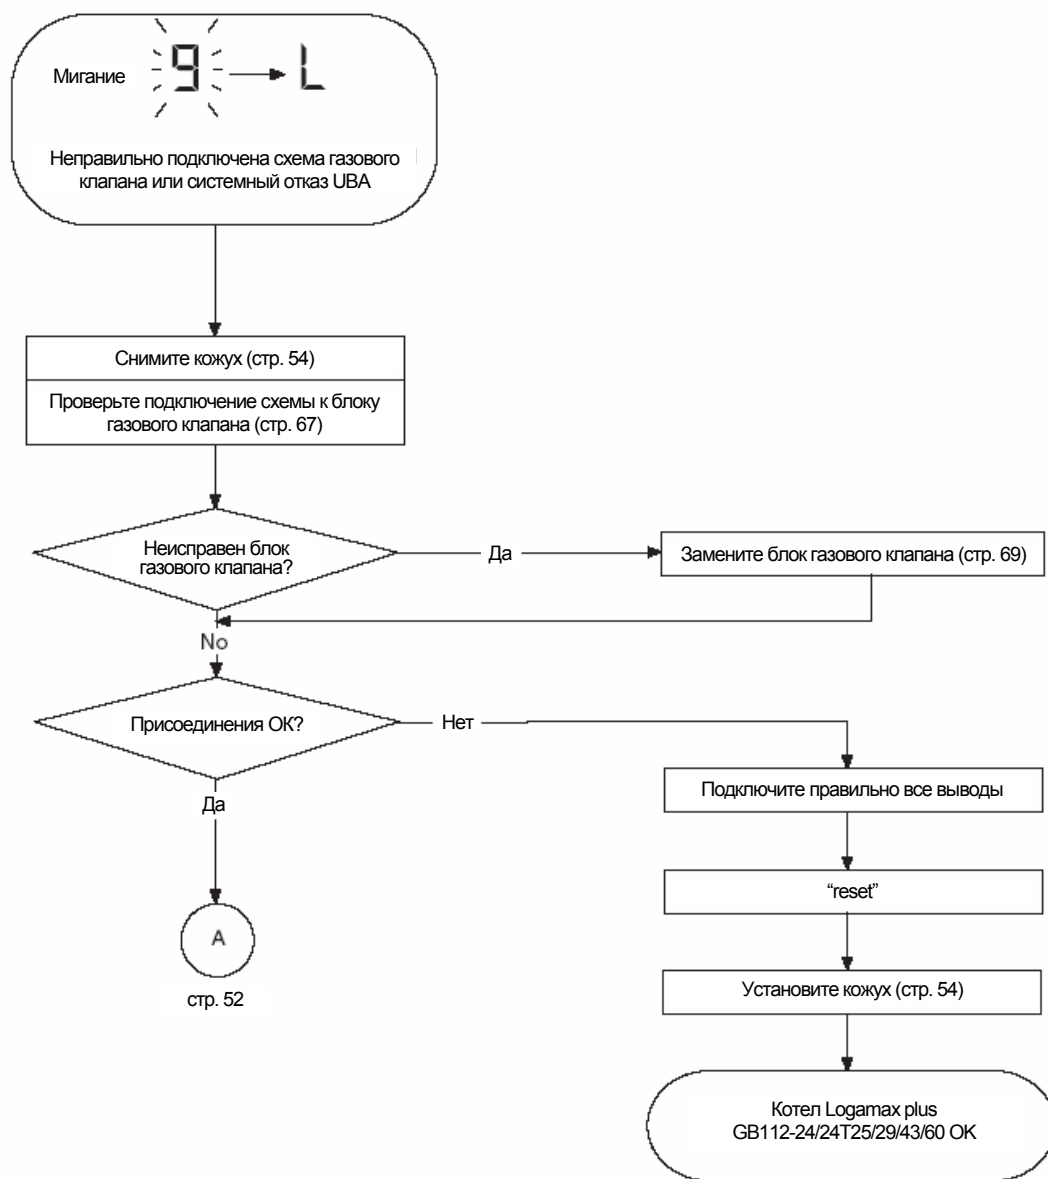 Мигание
9
L
Неправильно подключена схема газового
клапана или системный отказ UBA
Снимите кожух (стр. 54)
Проверьте подключение схемы к блоку
газового клапана (стр. 67)
Неисправен блок
газового клапана?
Да
Замените блок газового клапана (стр. 69)
No
Присоединения ОК?
Нет
Да
Подключите правильно все выводы
“reset”
A
стр. 52
Установите кожух (стр. 54)
Котел Logamax plus
GB112-24/24T25/29/43/60 OK